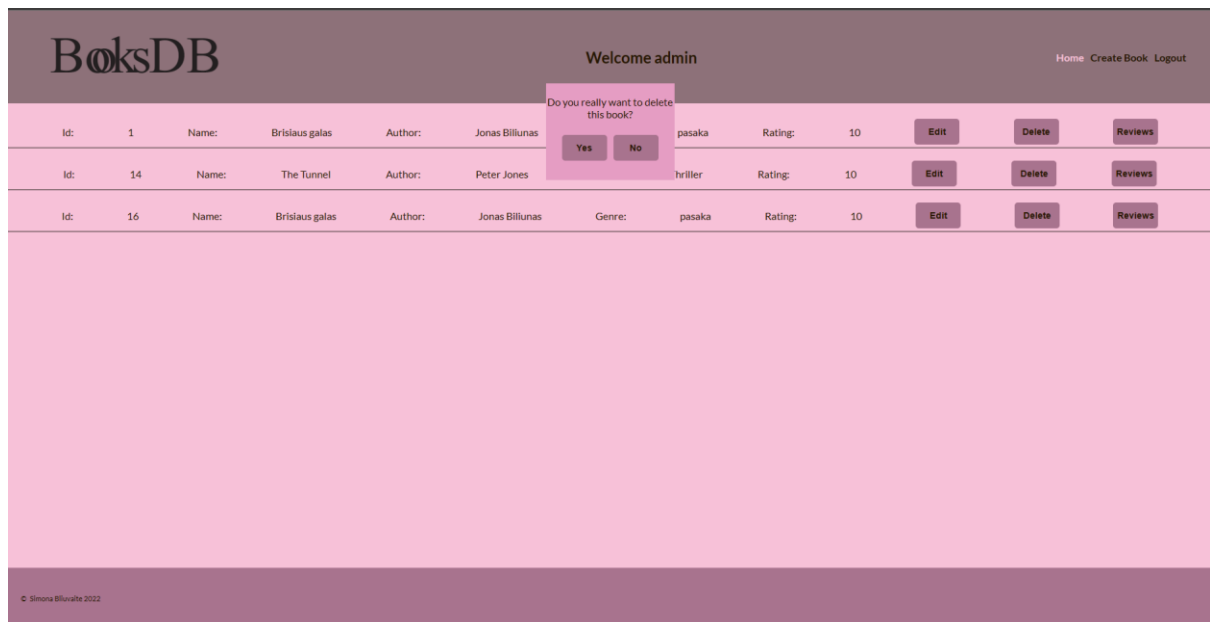 BooksDB
Welcome admin
Home Create Book Logout
Do you really want to delete
this book?
Yes No
Id: 1 Name: Brisiaus galas Author: Jonas Biliunas pasaka Rating: 10 Edit Delete Reviews
Id: 14 Name: The Tunnel Author: Peter Jones hriller Rating: 10 Edit Delete Reviews
Id: 16 Name: Brisiaus galas Author: Jonas Biliunas Genre: pasaka Rating: 10 Edit Delete Reviews
© Simona Bliuvaite 2022